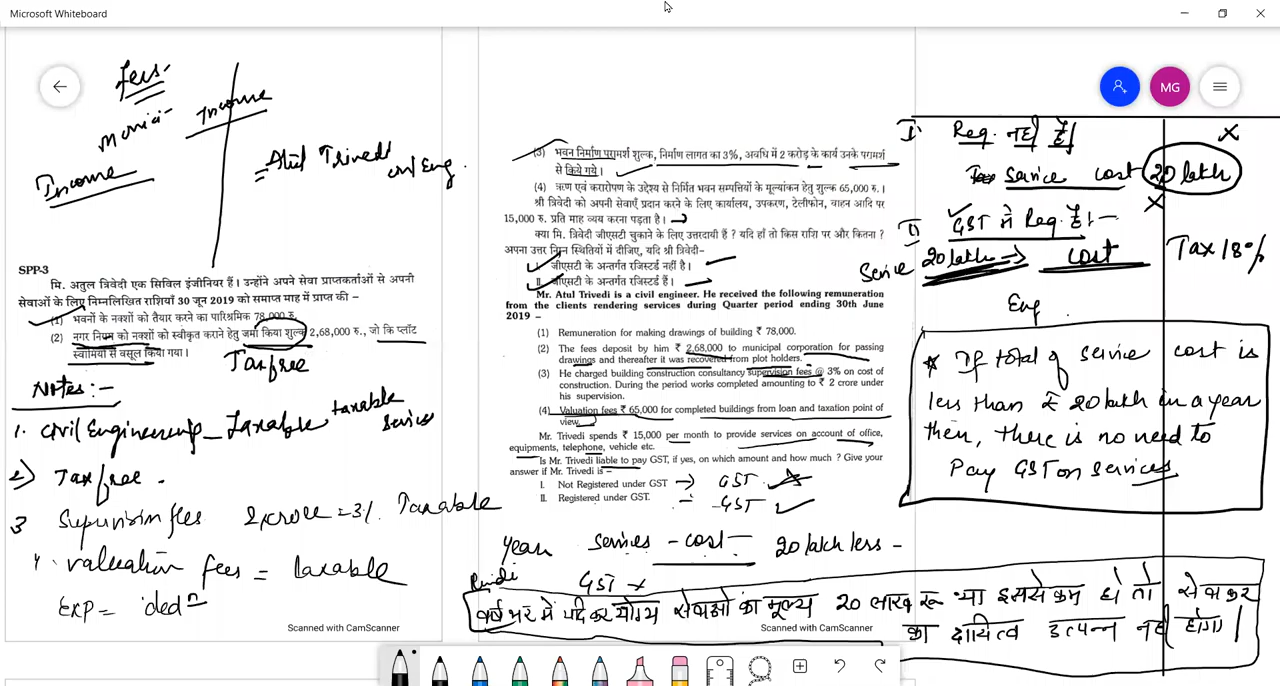 Microsoft Whiteboard
MG
fees-
Income
Income
Atul Trivedi
civil Eng.
SPP-3
मि. अतुल त्रिवेदी एक सिविल इंजीनियर हैं। उन्होंने अपने सेवा प्राप्तकर्ताओं से अपनी
सेवाओं के लिए निम्नलिखित राशियाँ 30 जून 2019 को समाप्त माह में प्राप्त की –
(1) भवनों के नक्शों को तैयार करने का पारिश्रमिक 78,000 रु.
(2) नगर निगम को नक्शों को स्वीकृत कराने हेतु जमा किया शुल्क 2,68,000 रु., जो कि प्लॉट
स्वामियों से वसूल किया गया।
Taxfree
Notes:-
1. Civil Engineership - Taxable taxable
services
2) Taxfree.
3 Supervision fees 2 crore = 3% Taxable
4. Valuation fees = taxable
Exp = dedn
Scanned with CamScanner
(3) भवन निर्माण परामर्श शुल्क, निर्माण लागत का 3%, अवधि में 2 करोड़ के कार्य उनके परामर्श
से किये गये।
(4) ऋण एवं करारोपण के उद्देश्य से निर्मित भवन सम्पत्तियों के मूल्यांकन हेतु शुल्क 65,000 रु.।
श्री त्रिवेदी को अपनी सेवाएँ प्रदान करने के लिए कार्यालय, उपकरण, टेलीफोन, वाहन आदि पर
15,000 रु. प्रति माह व्यय करना पड़ता है।
क्या मि. त्रिवेदी जीएसटी चुकाने के लिए उत्तरदायी हैं ? यदि हाँ तो किस राशि पर और कितना ?
अपना उत्तर निम्न स्थितियों में दीजिए, यदि श्री त्रिवेदी–
I. जीएसटी के अन्तर्गत रजिस्टर्ड नहीं है।
II. जीएसटी के अन्तर्गत रजिस्टर्ड हैं।
Mr. Atul Trivedi is a civil engineer. He received the following remuneration
from the clients rendering services during Quarter period ending 30th June
2019 –
(1) Remuneration for making drawings of building ₹ 78,000.
(2) The fees deposit by him ₹ 2,68,000 to municipal corporation for passing
drawings and thereafter it was recovered from plot holders.
(3) He charged building construction consultancy supervision fees @ 3% on cost of
construction. During the period works completed amounting to ₹ 2 crore under
his supervision.
(4) Valuation fees ₹ 65,000 for completed buildings from loan and taxation point of
view.
Mr. Trivedi spends ₹ 15,000 per month to provide services on account of office,
equipments, telephone, vehicle etc.
Is Mr. Trivedi liable to pay GST, if yes, on which amount and how much ? Give your
answer if Mr. Trivedi is –
I. Not Registered under GST → GST
II. Registered under GST. – GST ✓
Year Services - cost - 20 lakh less -
GST x
वर्ष भर में यदि कर योग्य सेवाओं का मूल्य 20 लाख रू या इससे कम हो तो सेवा कर
का दायित्व उत्पन्न नहीं होगा।
Scanned with CamScanner
I Reg. नहीं है। x
Service cost 20 lakh
x
II GST में Reg. है।-
Service 20 lakh → cost Tax 18%
Eng
* If total of service cost is
less than ₹ 20 lakh in a year
then, there is no need to
Pay GST on services